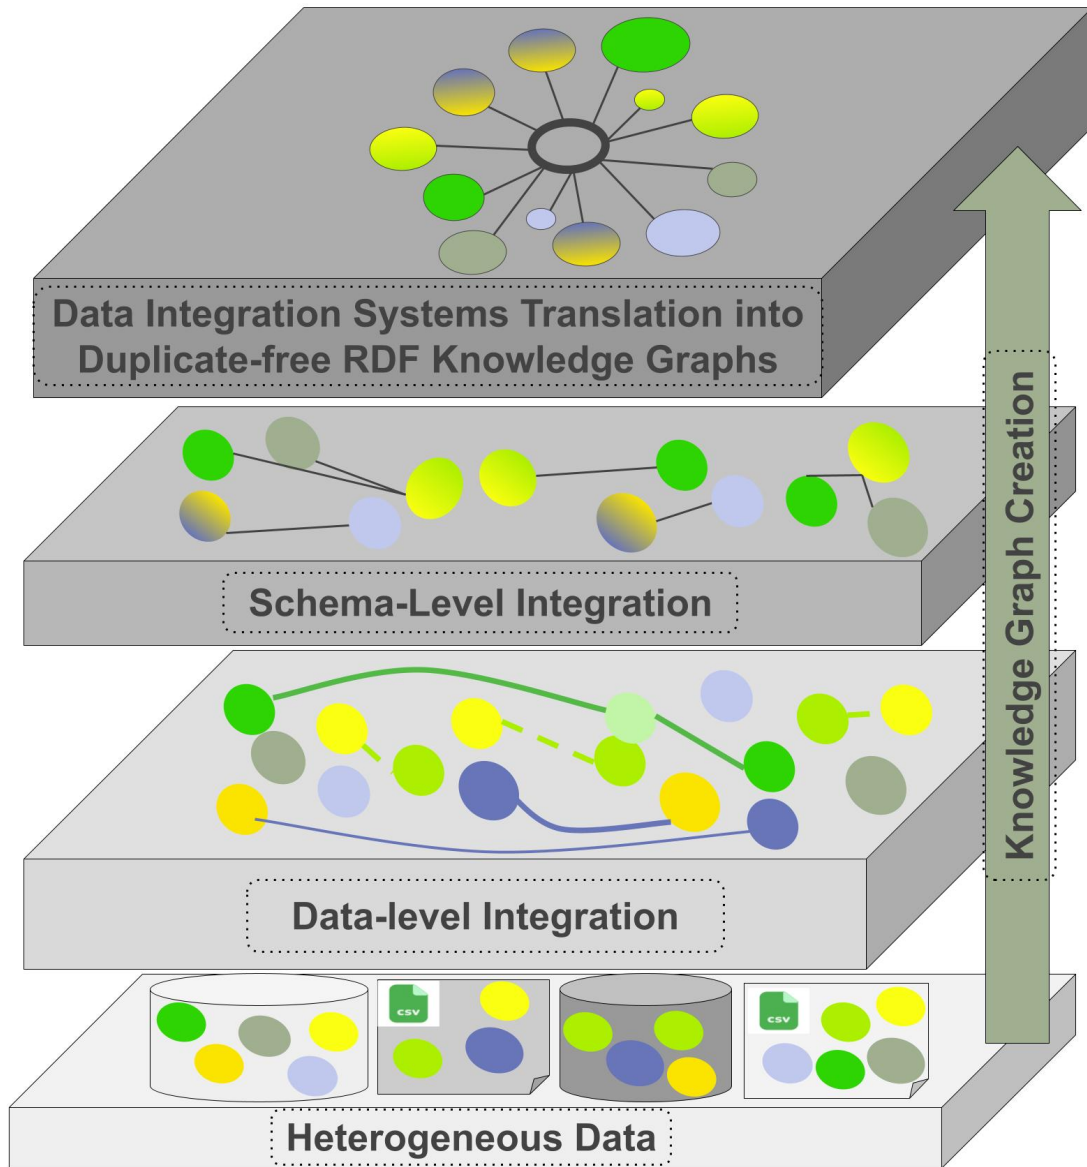 Data Integration Systems Translation into
Duplicate-free RDF Knowledge Graphs
Schema-Level Integration
Knowledge Graph Creation
Data-level Integration
csv
csv
Heterogeneous Data